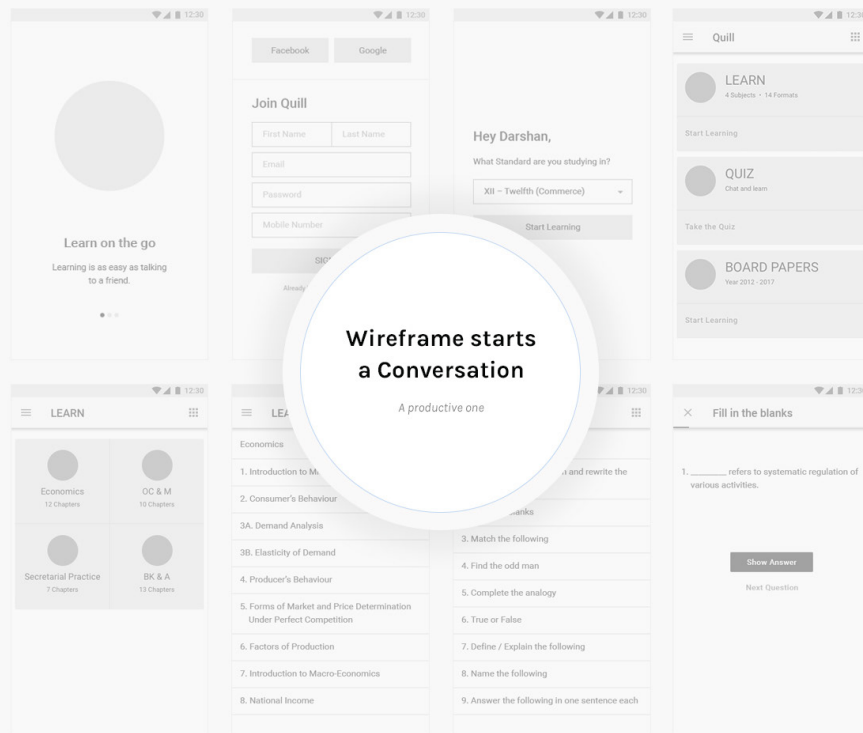 12:30
Learn on the go
Learning is as easy as talking
to a friend.
12:30
Facebook Google
Join Quill
First Name Last Name
Email
Password
Mobile Number
Already
12:30
Hey Darshan,
What Standard are you studying in?
XII – Twelfth (Commerce)
Start Learning
12:30
Quill
LEARN
4 Subjects • 14 Formats
Start Learning
QUIZ
Chat and learn
Take the Quiz
BOARD PAPERS
Year 2012 - 2017
Start Learning
Wireframe starts
a Conversation
A productive one
12:30
LEARN
Economics
12 Chapters
OC & M
10 Chapters
Secretarial Practice
7 Chapters
BK & A
13 Chapters
Economics
1. Introduction to
2. Consumer's Behaviour
3A. Demand Analysis
3B. Elasticity of Demand
4. Producer's Behaviour
5. Forms of Market and Price Determination
Under Perfect Competition
6. Factors of Production
7. Introduction to Macro-Economics
8. National Income
12:30
and rewrite the
3. Match the following
4. Find the odd man
5. Complete the analogy
6. True or False
7. Define / Explain the following
8. Name the following
9. Answer the following in one sentence each
12:30
Fill in the blanks
1. ________ refers to systematic regulation of
various activities.
Show Answer
Next Question